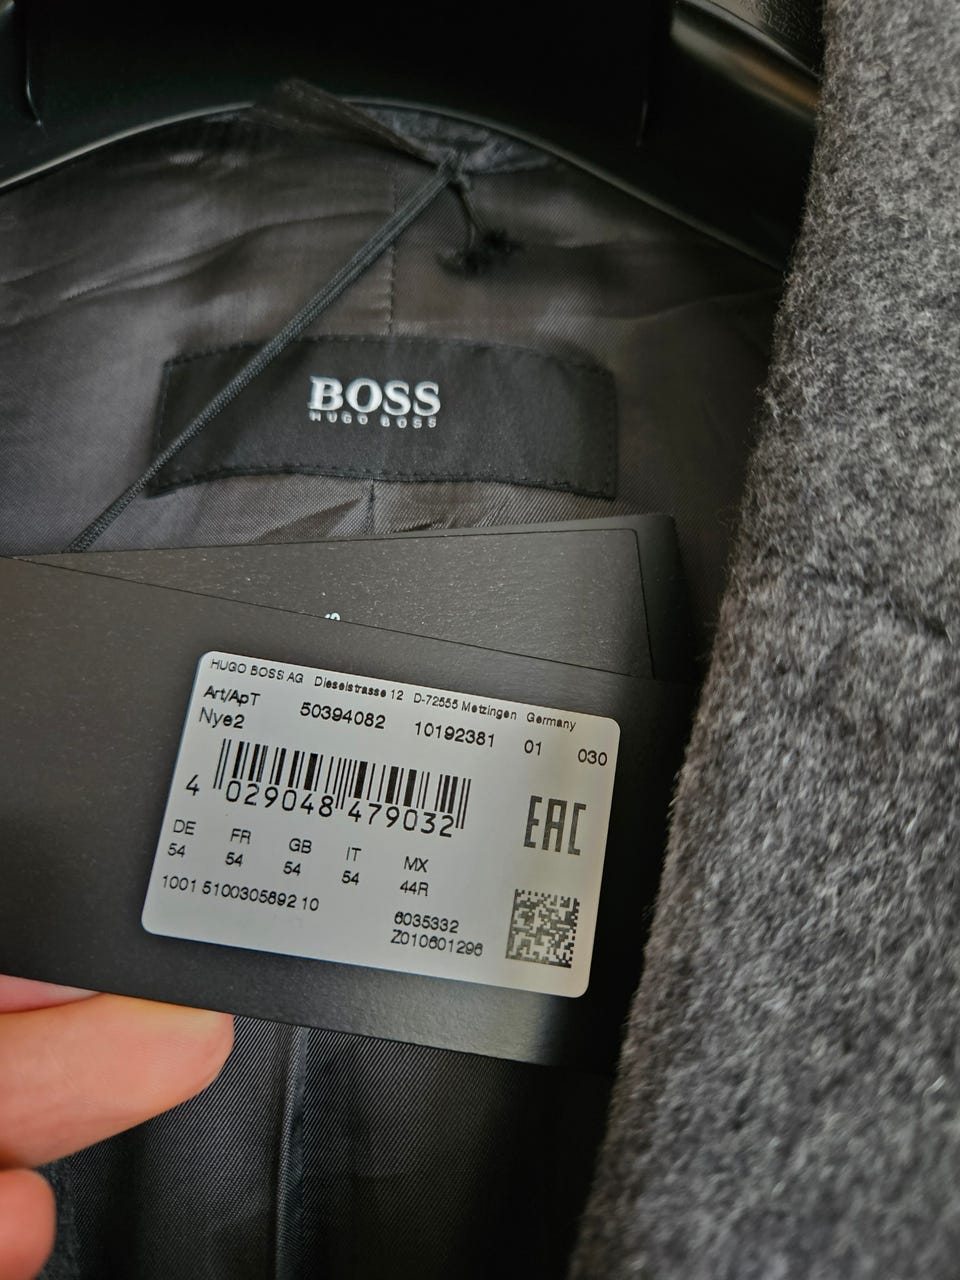 BOSS
HUGO BOSS
HUGO BOSS AG Dieselstrasse 12 D-72555 Metzingen Germany
Art/ApT 50394082 10192381 01 030
Nye2
4 029048 479032
EAC
DE FR GB IT MX
54 54 54 54 44R
1001 5100305892 10
6035332
Z010601296